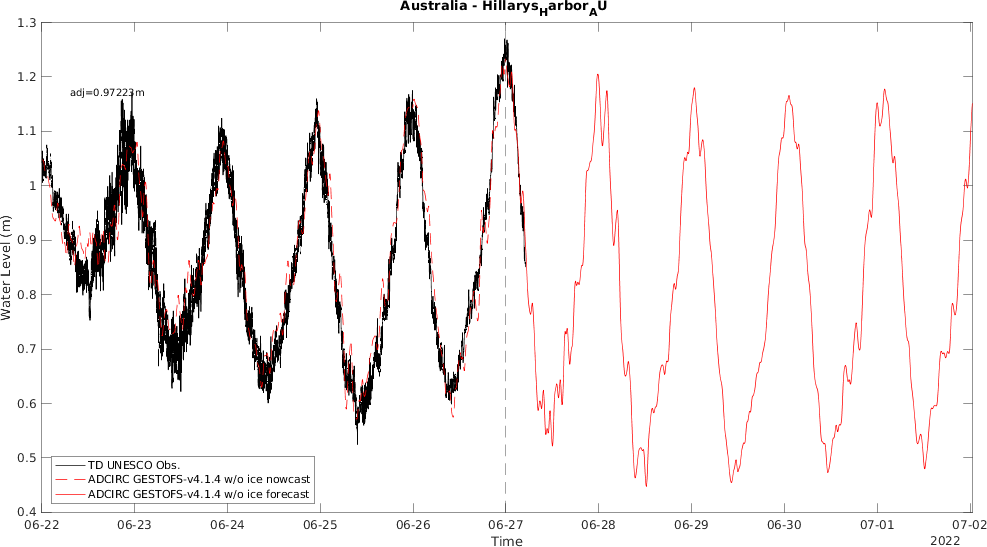 Australia - HillarysHarborAU
1.3
1.2
adj=0.97223m
1.1
1
0.9
0.8
0.7
0.6
0.5
0.4
Water Level (m)
TD UNESCO Obs.
ADCIRC GESTOFS-v4.1.4 w/o ice nowcast
ADCIRC GESTOFS-v4.1.4 w/o ice forecast
06-22 06-23 06-24 06-25 06-26 06-27 06-28 06-29 06-30 07-01 07-02
Time
2022